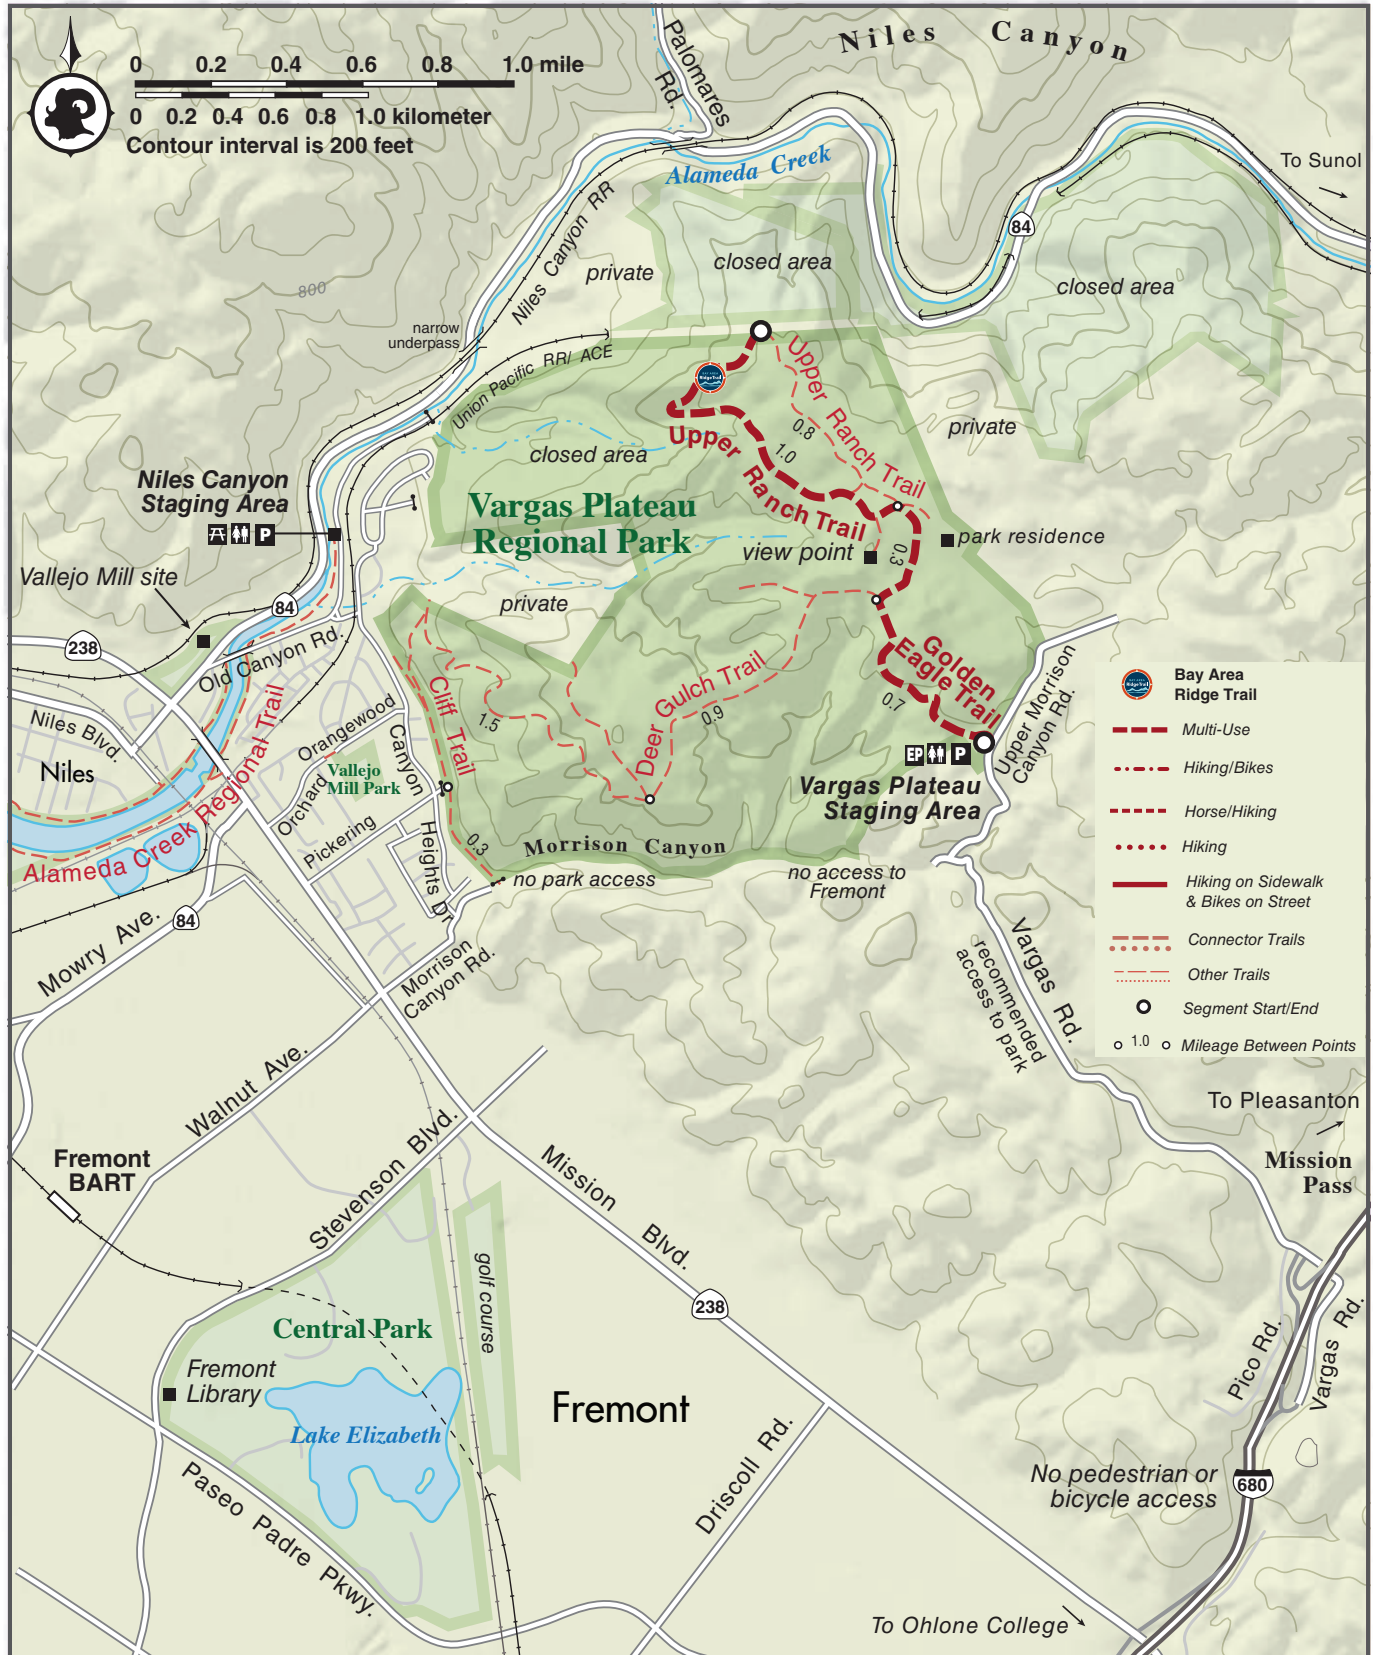 Niles Canyon
Palomares
Rd.
0 0.2 0.4 0.6 0.8 1.0 mile
0 0.2 0.4 0.6 0.8 1.0 kilometer
Contour interval is 200 feet
To Sunol
Alameda Creek
84
Niles Canyon RR
private
closed area
closed area
800
narrow
underpass
Union Pacific RR/ ACE
BAY AREA
Ridge Trail
Upper Ranch Trail
0.8
1.0
Upper Ranch Trail
private
closed area
Niles Canyon
Staging Area
P
Vargas Plateau
Regional Park
view point
park residence
0.3
Vallejo Mill site
84
private
238
Old Canyon Rd.
Niles Blvd.
Niles
Alameda Creek Regional Trail
Orangewood
Canyon
Heights Dr
Vallejo
Mill Park
Orchard
Pickering
Cliff Trail
1.5
0.3
Deer Gulch Trail
0.9
Golden
Eagle Trail
0.7
EP P
Vargas Plateau
Staging Area
Upper Morrison
Canyon Rd.
Morrison Canyon
no park access
no access to
Fremont
Bay Area
Ridge Trail
BAY AREA
Ridge Trail
Multi-Use
Hiking/Bikes
Horse/Hiking
Hiking
Hiking on Sidewalk
& Bikes on Street
Connector Trails
Other Trails
Segment Start/End
1.0 Mileage Between Points
Mowry Ave.
84
Morrison
Canyon Rd.
recommended
access to park
Vargas Rd.
Walnut Ave.
To Pleasanton
Mission
Pass
Fremont
BART
Stevenson Blvd.
Mission Blvd.
238
golf course
Central Park
Fremont
Library
Lake Elizabeth
Fremont
Pico Rd.
Vargas Rd.
Paseo Padre Pkwy.
Driscoll Rd.
No pedestrian or
bicycle access
680
To Ohlone College